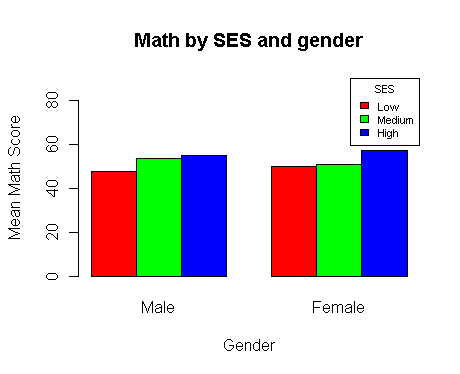 Math by SES and gender
SES
Low
Medium
High
Mean Math Score
80
60
40
20
0
Male
Female
Gender